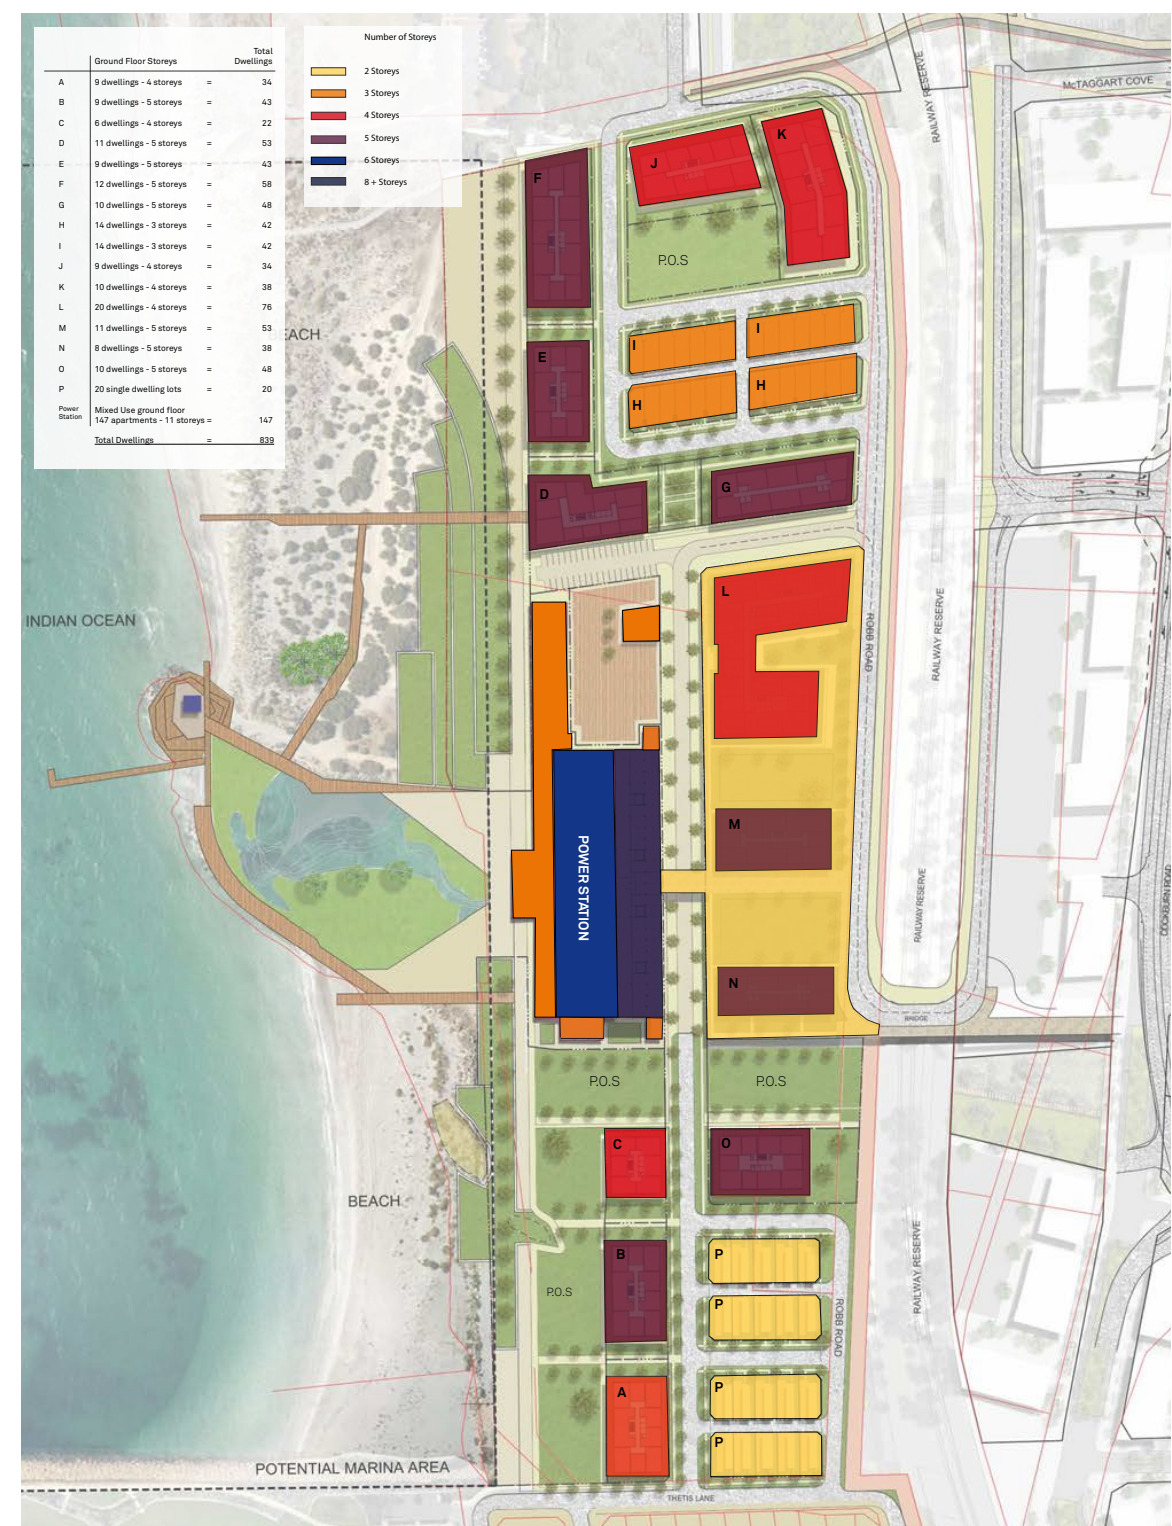 Ground Floor Storeys
Total
Dwellings
A 9 dwellings - 4 storeys = 34
B 9 dwellings - 5 storeys = 43
C 6 dwellings - 4 storeys = 22
D 11 dwellings - 5 storeys = 53
E 9 dwellings - 5 storeys = 43
F 12 dwellings - 5 storeys = 58
G 10 dwellings - 5 storeys = 48
H 14 dwellings - 3 storeys = 42
I 14 dwellings - 3 storeys = 42
J 9 dwellings - 4 storeys = 34
K 10 dwellings - 4 storeys = 38
L 20 dwellings - 4 storeys = 76
M 11 dwellings - 5 storeys = 53
N 8 dwellings - 5 storeys = 38
O 10 dwellings - 5 storeys = 48
P 20 single dwelling lots = 20
Power
Station
Mixed Use ground floor
147 apartments - 11 storeys = 147
Total Dwellings = 839
Number of Storeys
2 Storeys
3 Storeys
4 Storeys
5 Storeys
6 Storeys
8 + Storeys
McTAGGART COVE
RAILWAY RESERVE
K
J
F
P.O.S
EACH
I
I
E
H
H
G
D
L
INDIAN OCEAN
ROBB ROAD
RAILWAY RESERVE
M
POWER STATION
RAILWAY RESERVE
COCKBURN ROAD
N
BRIDGE
P.O.S
P.O.S
C
O
BEACH
B
P
RAILWAY RESERVE
P.O.S
P
ROBB ROAD
A
P
P
POTENTIAL MARINA AREA
THETIS LANE